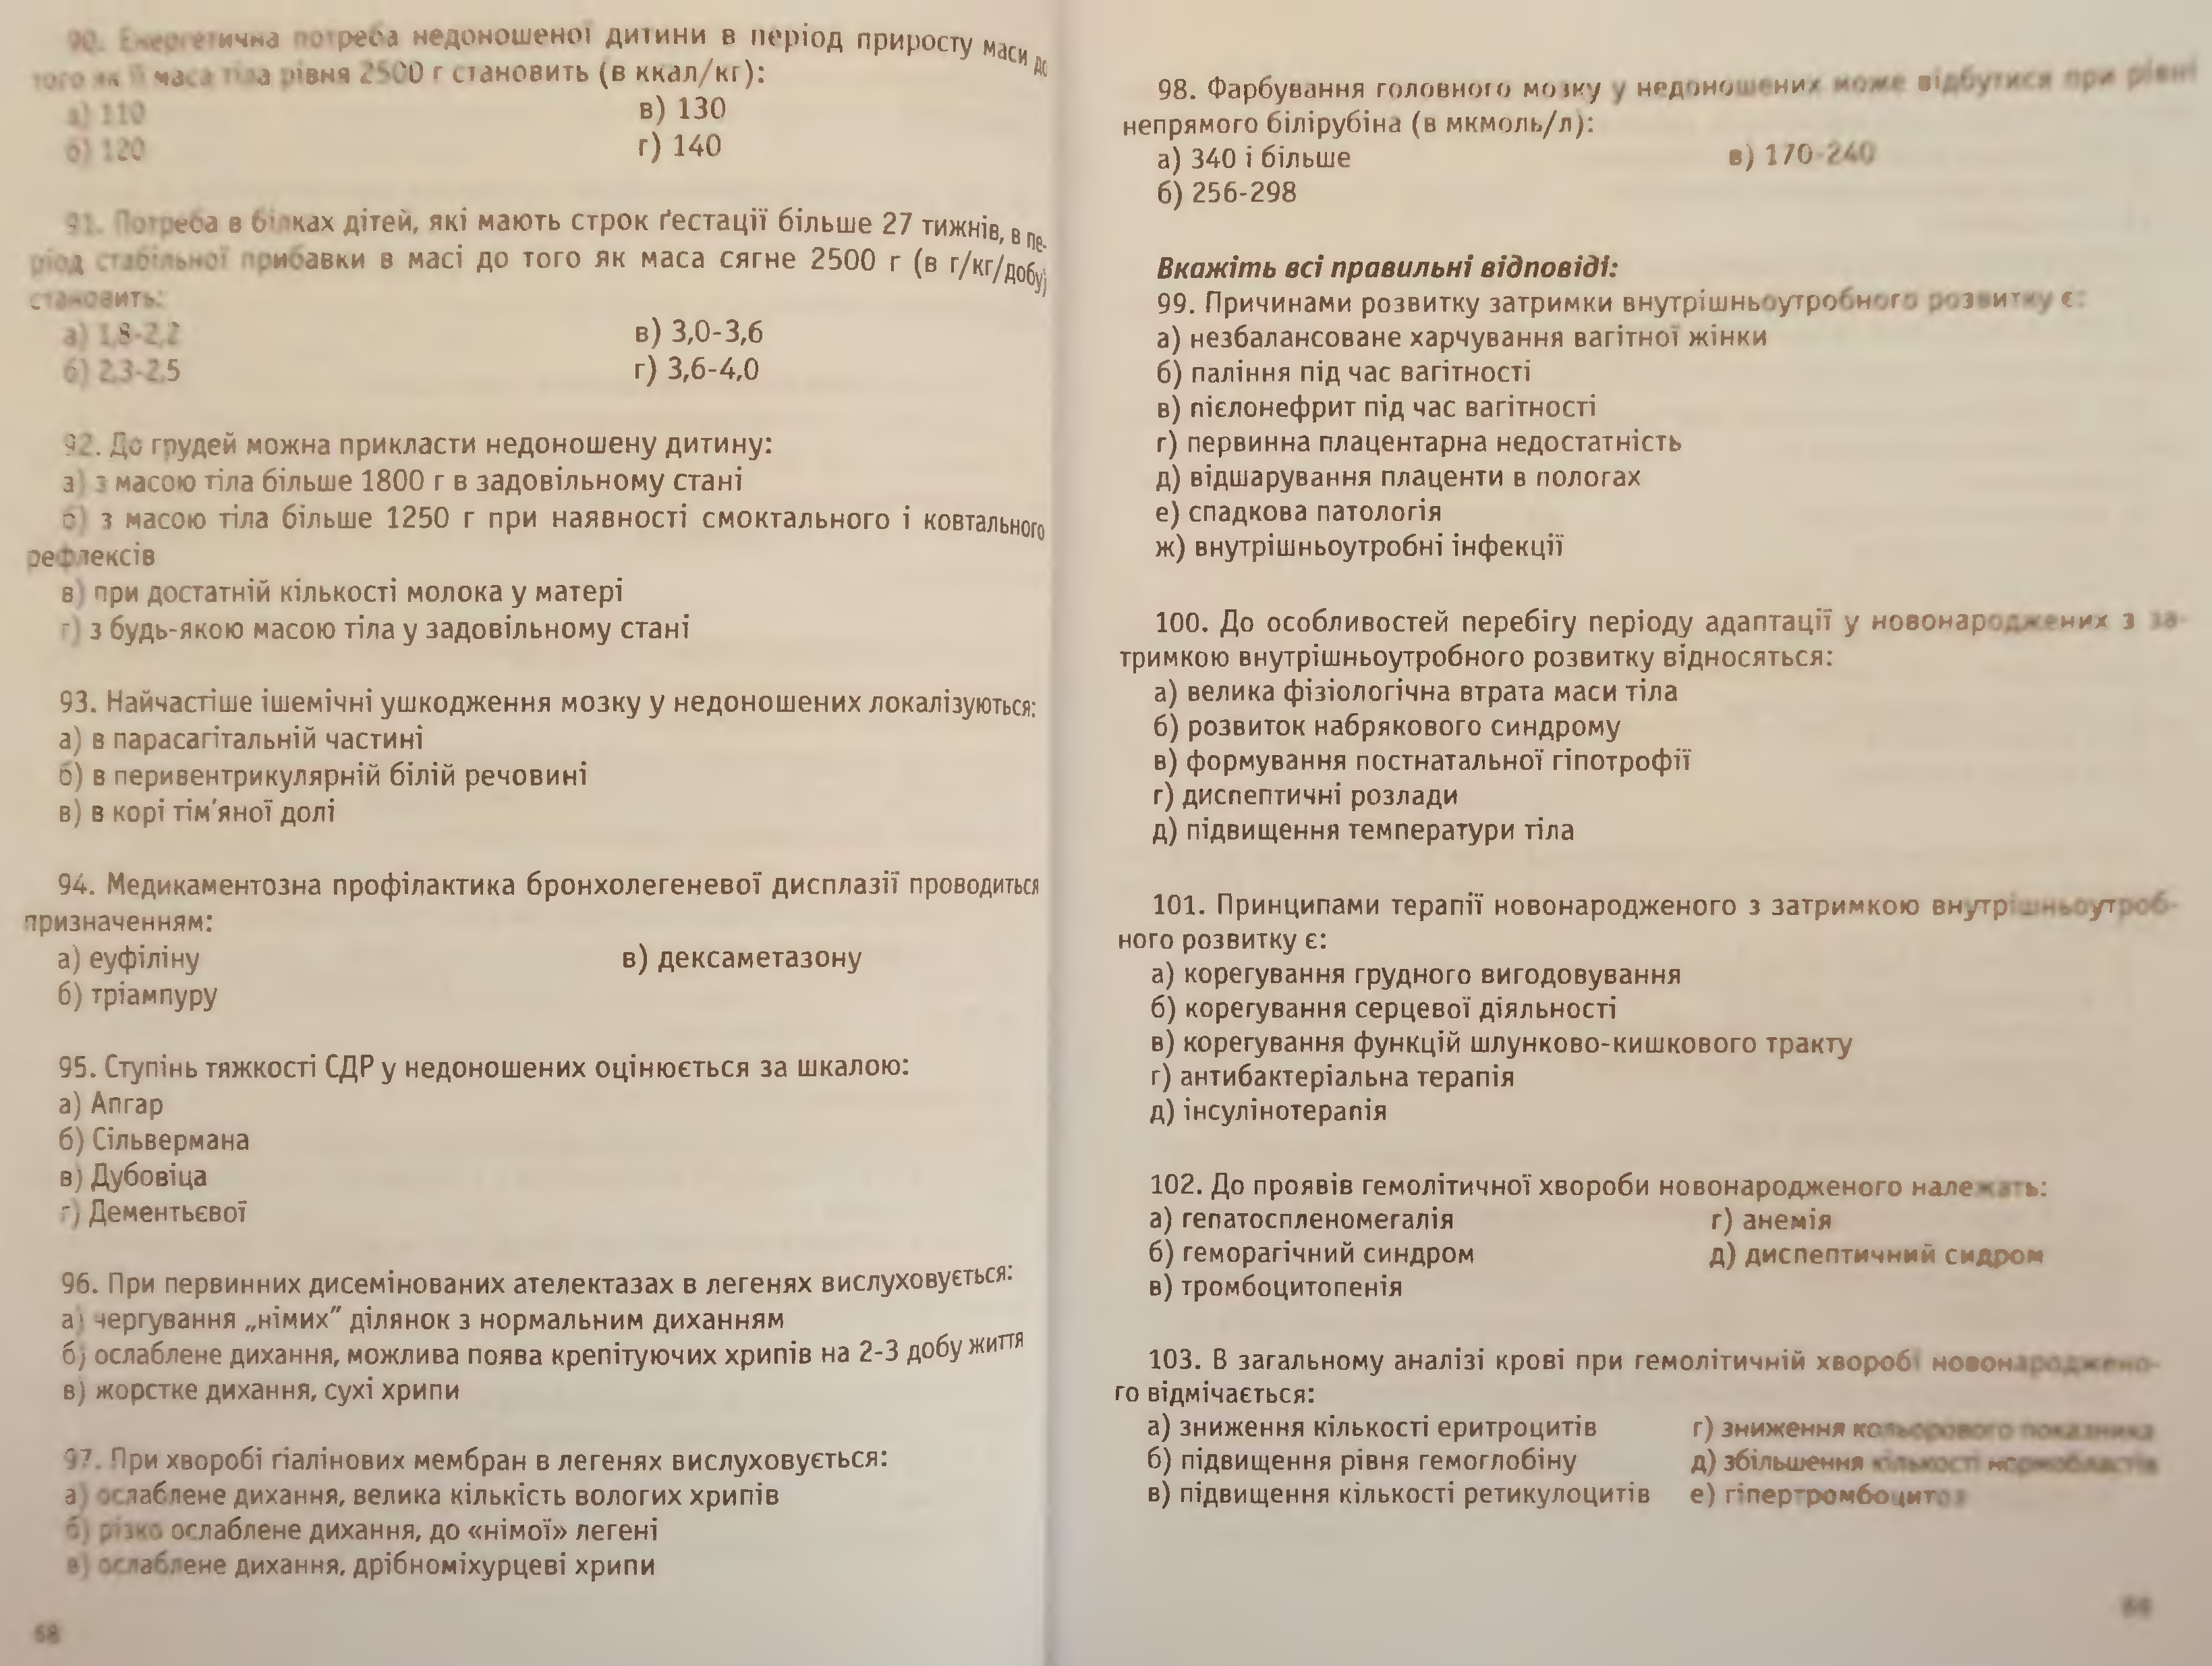 90. Енергетична потреба недоношеної дитини в період приросту маси до
того як її маса тіла рівня 2500 г становить (в ккал/кг):
а) 110
в) 130
б) 120
г) 140
91. Потреба в білках дітей, які мають строк ґестації більше 27 тижнів, в пе-
ріод стабільної прибавки в масі до того як маса сягне 2500 г (в г/кг/добу)
становить:
а) 1,8-2,2
в) 3,0-3,6
б) 2,3-2,5
г) 3,6-4,0
92. До грудей можна прикласти недоношену дитину:
а) з масою тіла більше 1800 г в задовільному стані
б) з масою тіла більше 1250 г при наявності смоктального і ковтального
рефлексів
в) при достатній кількості молока у матері
г) з будь-якою масою тіла у задовільному стані
93. Найчастіше ішемічні ушкодження мозку у недоношених локалізуються:
а) в парасагітальній частині
б) в перивентрикулярній білій речовині
в) в корі тім'яної долі
94. Медикаментозна профілактика бронхолегеневої дисплазії проводиться
призначенням:
а) еуфіліну
в) дексаметазону
б) тріампуру
95. Ступінь тяжкості СДР у недоношених оцінюється за шкалою:
а) Апгар
б) Сільвермана
в) Дубовіца
г) Дементьєвої
96. При первинних дисемінованих ателектазах в легенях вислуховується:
а) чергування „німих" ділянок з нормальним диханням
б) ослаблене дихання, можлива поява крепітуючих хрипів на 2-3 добу життя
в) жорстке дихання, сухі хрипи
97. При хворобі гіалінових мембран в легенях вислуховується:
а) ослаблене дихання, велика кількість вологих хрипів
б) різко ослаблене дихання, до «німої» легені
в) ослаблене дихання, дрібноміхурцеві хрипи
68
98. Фарбування головного мозку у недоношених може відбутися при рівні
непрямого білірубіна (в мкмоль/л):
а) 340 і більше
в) 170-240
б) 256-298
Вкажіть всі правильні відповіді:
99. Причинами розвитку затримки внутрішньоутробного розвитку є:
а) незбалансоване харчування вагітної жінки
б) паління під час вагітності
в) пієлонефрит під час вагітності
г) первинна плацентарна недостатність
д) відшарування плаценти в пологах
е) спадкова патологія
ж) внутрішньоутробні інфекції
100. До особливостей перебігу періоду адаптації у новонароджених з за-
тримкою внутрішньоутробного розвитку відносяться:
а) велика фізіологічна втрата маси тіла
б) розвиток набрякового синдрому
в) формування постнатальної гіпотрофії
г) диспептичні розлади
д) підвищення температури тіла
101. Принципами терапії новонародженого з затримкою внутрішньоутроб-
ного розвитку є:
а) корегування грудного вигодовування
б) корегування серцевої діяльності
в) корегування функцій шлунково-кишкового тракту
г) антибактеріальна терапія
д) інсулінотерапія
102. До проявів гемолітичної хвороби новонародженого належать:
а) гепатоспленомегалія
г) анемія
б) геморагічний синдром
д) диспептичний сидром
в) тромбоцитопенія
103. В загальному аналізі крові при гемолітичній хворобі новонароджено-
го відмічається:
а) зниження кількості еритроцитів
г) зниження кольорового показника
б) підвищення рівня гемоглобіну
д) збільшення кількості нормобластів
в) підвищення кількості ретикулоцитів
е) гіпертромбоцитоз
69